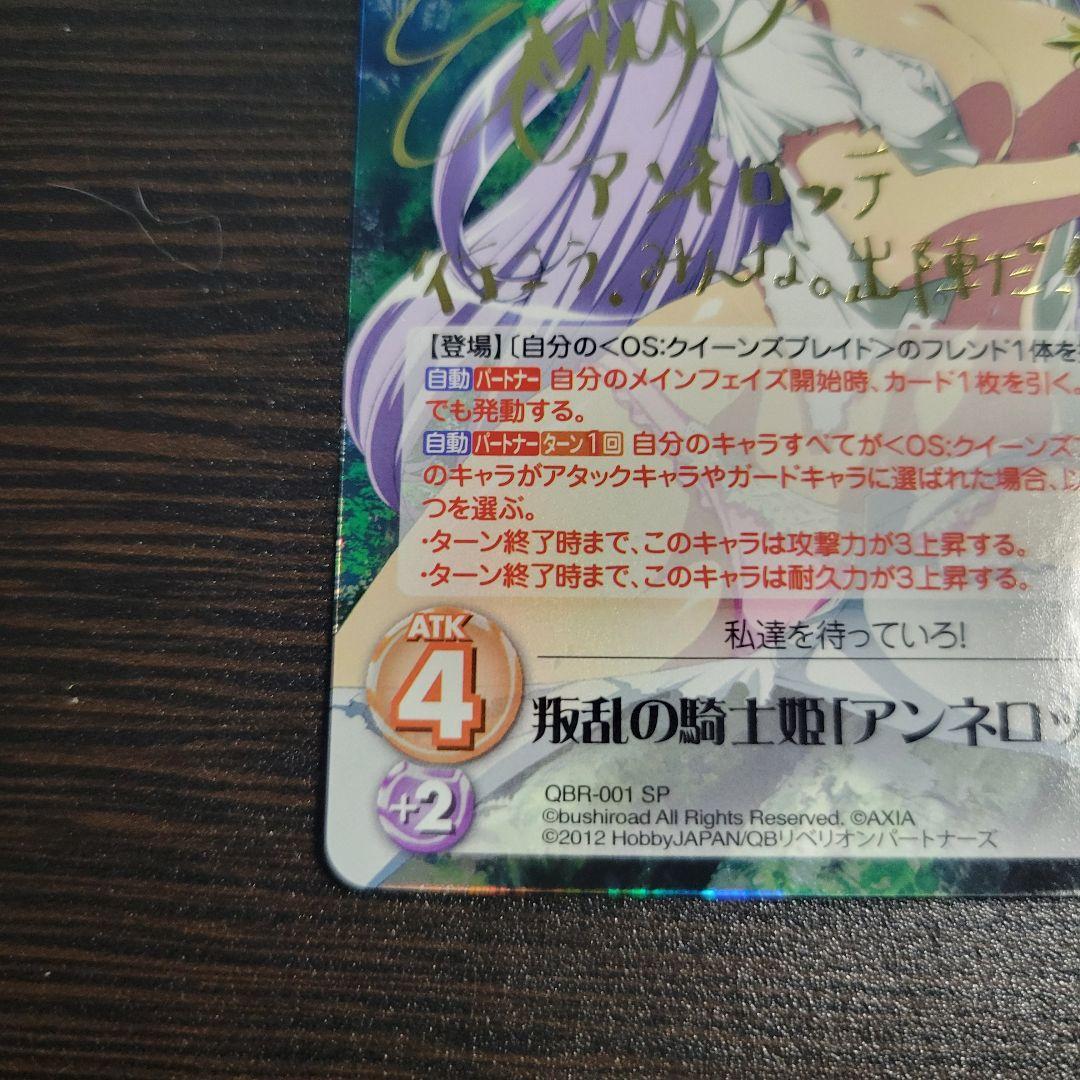 アンネロッテ
行こう、みんな。出陣だ
【登場】〔自分の<OS:クイーンズブレイド>のフレンド1体を
自動 パートナー 自分のメインフェイズ開始時、カード1枚を引く。
でも発動する。
自動 パートナー ターン1回 自分のキャラすべてが<OS:クイーンズ
のキャラがアタックキャラやガードキャラに選ばれた場合、以
つを選ぶ。
・ターン終了時まで、このキャラは攻撃力が3上昇する。
・ターン終了時まで、このキャラは耐久力が3上昇する。
私達を待っていろ!
ATK
4
叛乱の騎士姫「アンネロッ
+2
QBR-001 SP
©bushiroad All Rights Reserved. ©AXIA
©2012 HobbyJAPAN/QBリベリオンパートナーズ